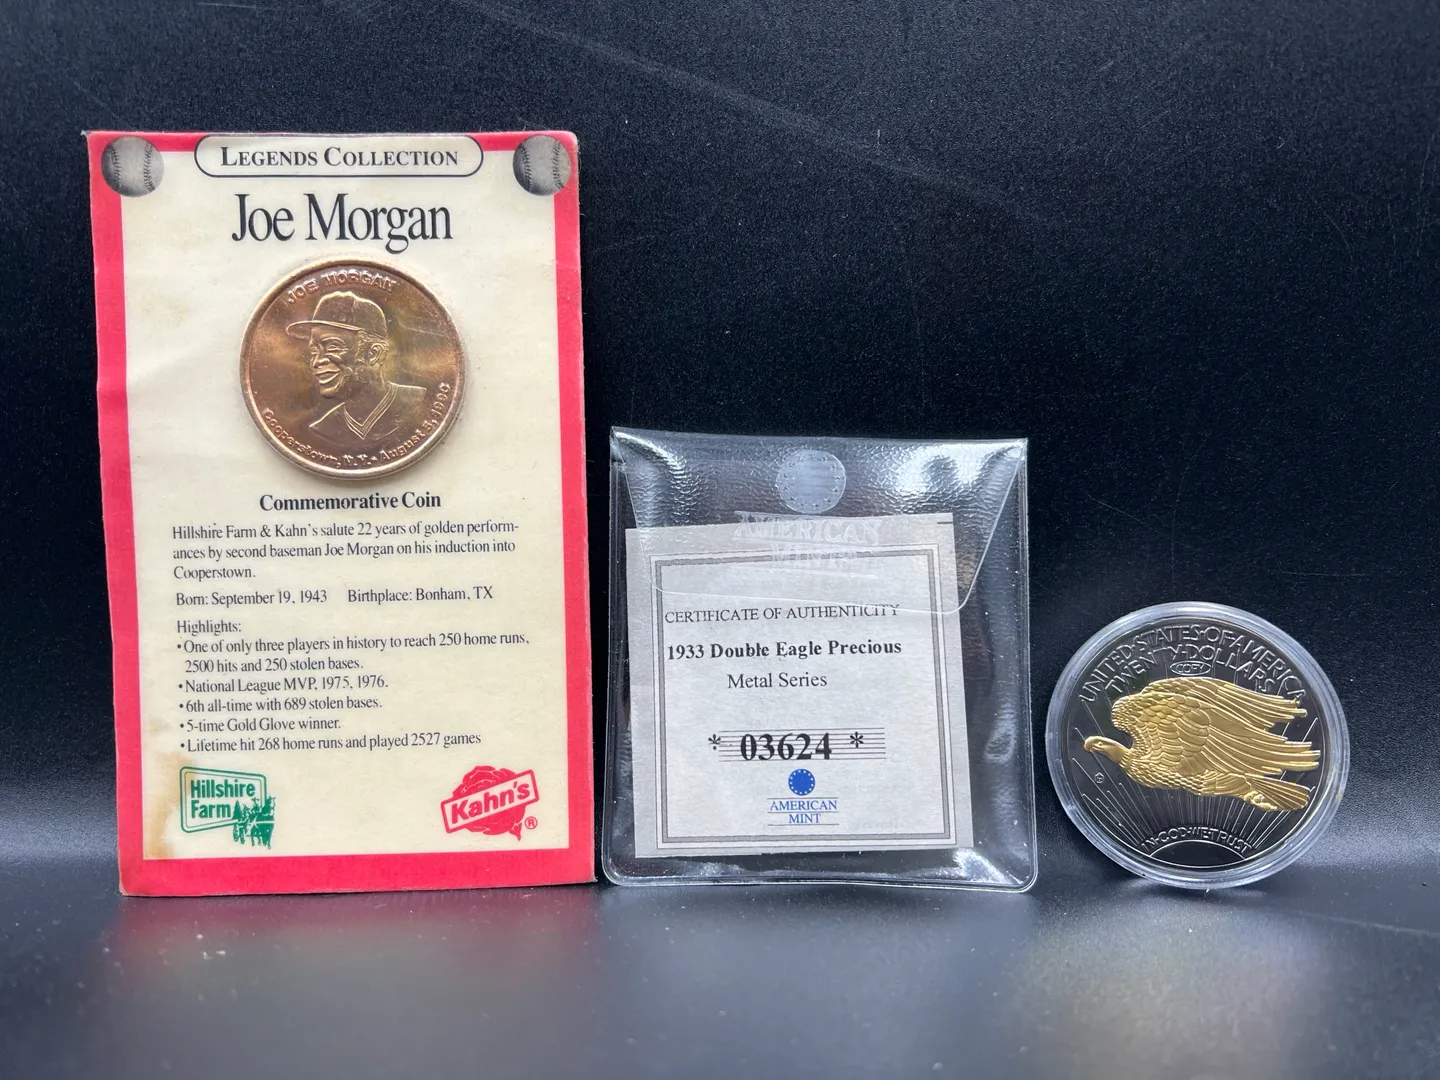 LEGENDS COLLECTION
Joe Morgan
JOE MORGAN
Cooperstown, N.Y. • August 5, 1990
Commemorative Coin
Hillshire Farm & Kahn's salute 22 years of golden perform-
ances by second baseman Joe Morgan on his induction into
Cooperstown.
Born: September 19, 1943 Birthplace: Bonham, TX
Highlights:
• One of only three players in history to reach 250 home runs,
2500 hits and 250 stolen bases.
• National League MVP, 1975, 1976.
• 6th all-time with 689 stolen bases.
• 5-time Gold Glove winner.
• Lifetime hit 268 home runs and played 2527 games
Hillshire
Farm
Kahn's
®
AMERICAN
MINT
CERTIFICATE OF AUTHENTICITY
1933 Double Eagle Precious
Metal Series
* 03624 *
AMERICAN
MINT
UNITED·STATES·OF·AMERICA
TWENTY·DOLLARS
COPY
IN·GOD·WE·TRUST